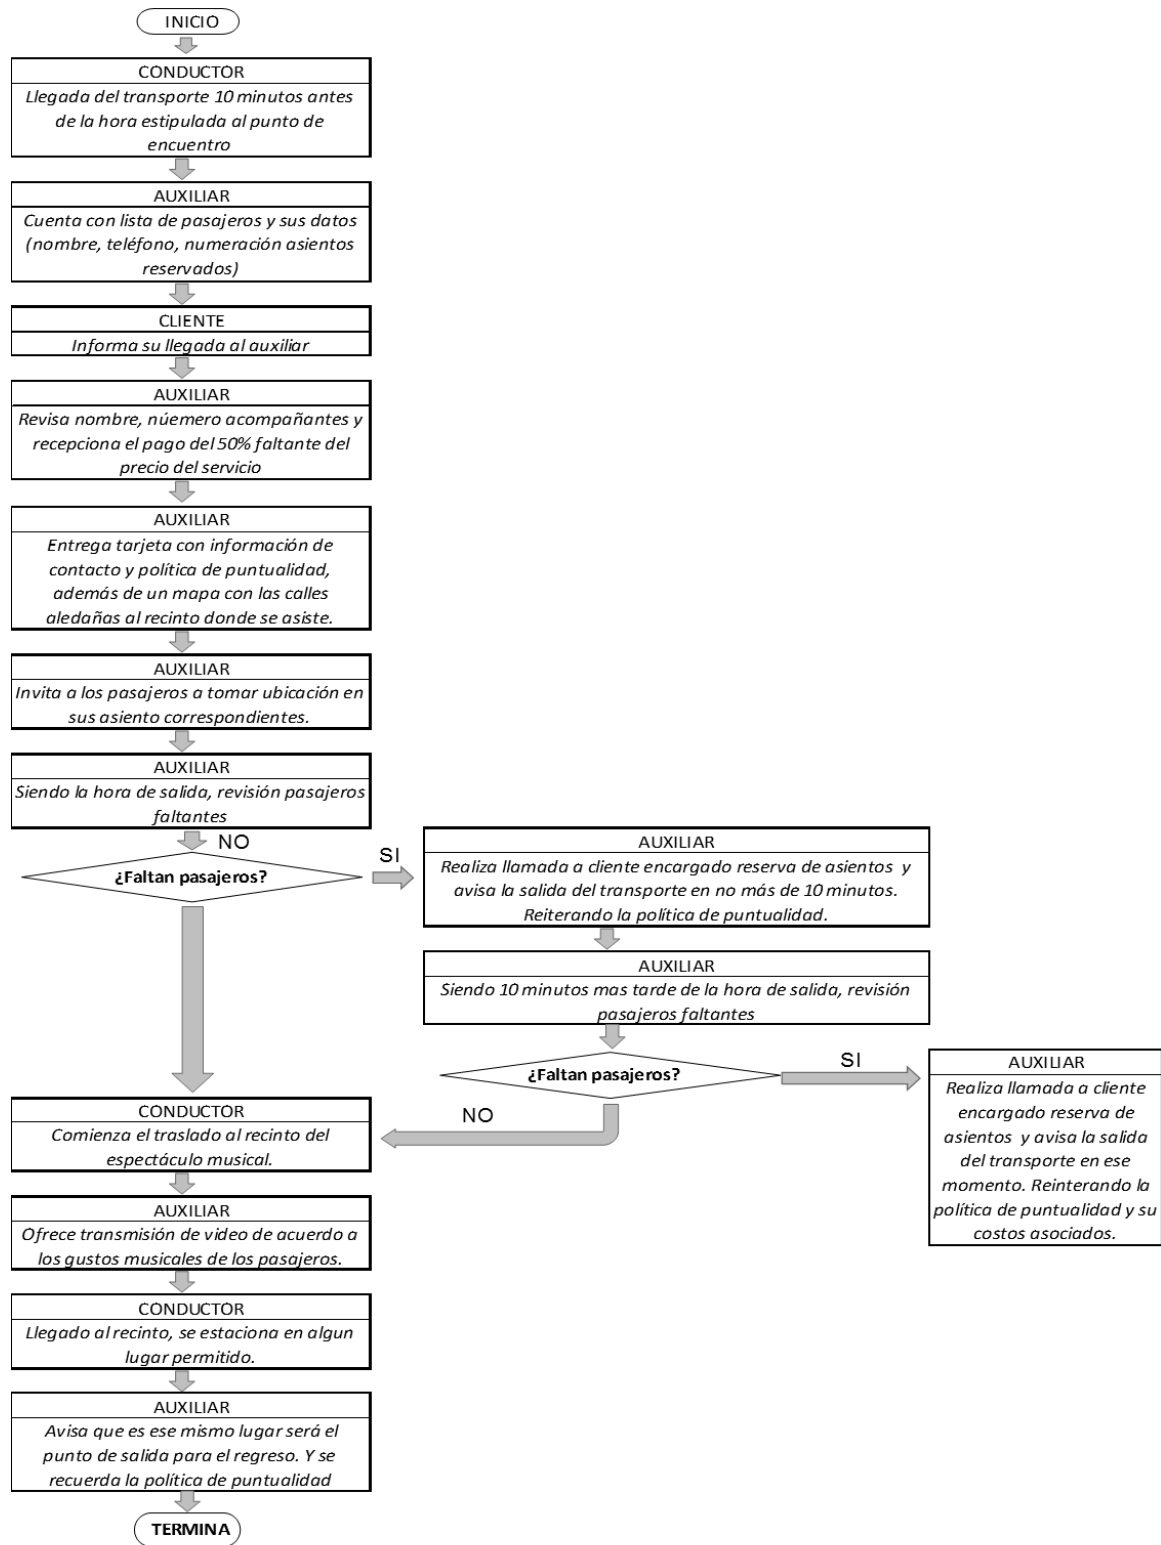 INICIO
CONDUCTOR
Llegada del transporte 10 minutos antes
de la hora estipulada al punto de
encuentro
AUXILIAR
Cuenta con lista de pasajeros y sus datos
(nombre, teléfono, numeración asientos
reservados)
CLIENTE
Informa su llegada al auxiliar
AUXILIAR
Revisa nombre, núemero acompañantes y
recepciona el pago del 50% faltante del
precio del servicio
AUXILIAR
Entrega tarjeta con información de
contacto y política de puntualidad,
además de un mapa con las calles
aledañas al recinto donde se asiste.
AUXILIAR
Invita a los pasajeros a tomar ubicación en
sus asiento correspondientes.
AUXILIAR
Siendo la hora de salida, revisión pasajeros
faltantes
NO
¿Faltan pasajeros?
SI
AUXILIAR
Realiza llamada a cliente encargado reserva de asientos y
avisa la salida del transporte en no más de 10 minutos.
Reiterando la política de puntualidad.
AUXILIAR
Siendo 10 minutos mas tarde de la hora de salida, revisión
pasajeros faltantes
¿Faltan pasajeros?
SI
NO
AUXILIAR
Realiza llamada a cliente
encargado reserva de
asientos y avisa la salida
del transporte en ese
momento. Reinterando la
política de puntualidad y su
costos asociados.
CONDUCTOR
Comienza el traslado al recinto del
espectáculo musical.
AUXILIAR
Ofrece transmisión de video de acuerdo a
los gustos musicales de los pasajeros.
CONDUCTOR
Llegado al recinto, se estaciona en algun
lugar permitido.
AUXILIAR
Avisa que es ese mismo lugar será el
punto de salida para el regreso. Y se
recuerda la política de puntualidad
TERMINA